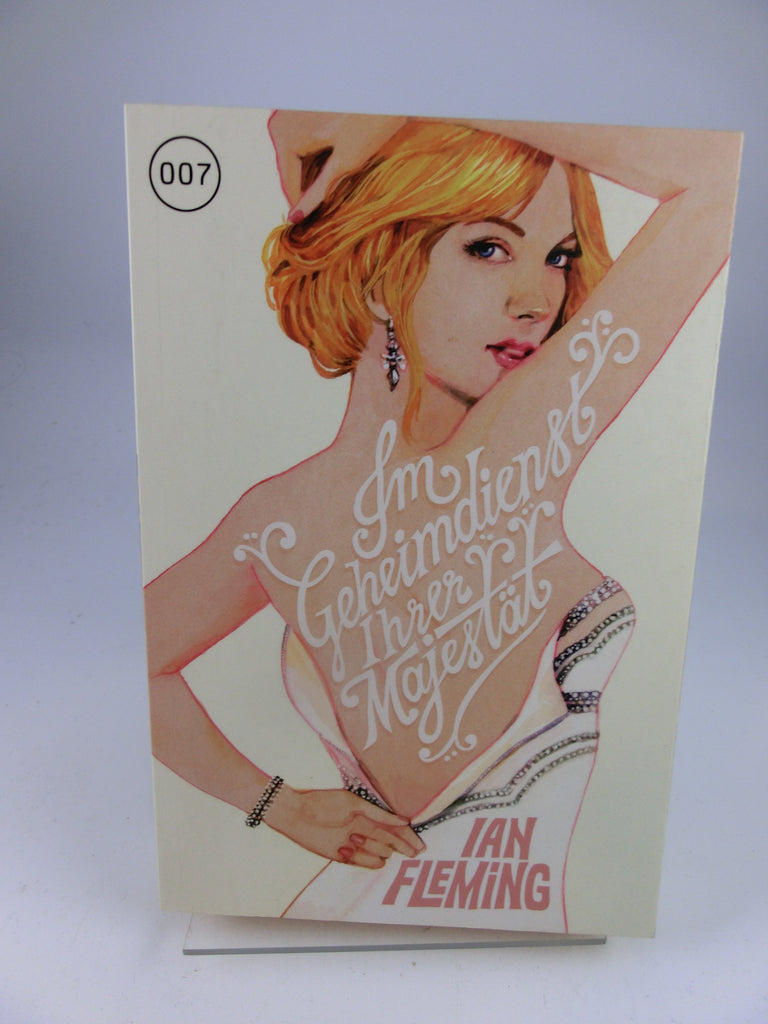 007
Im
Geheimdienst
Ihrer
Majestät
IAN
FLEMING